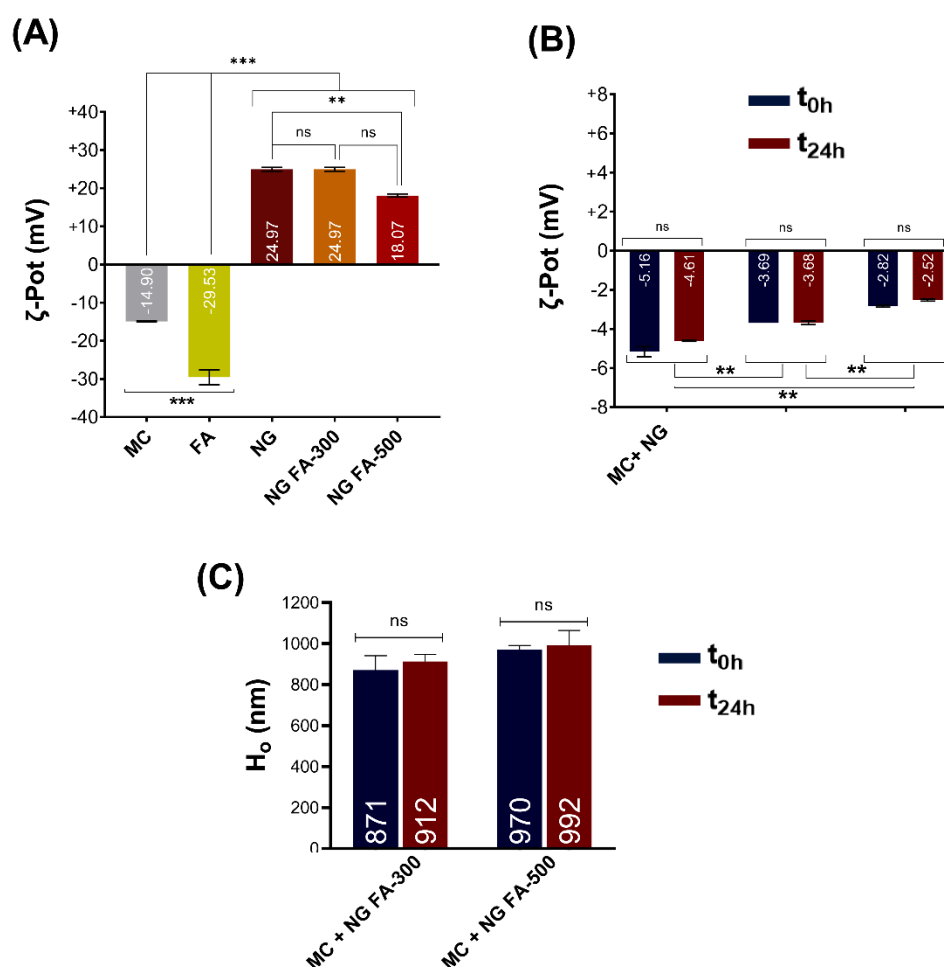 (A)
***
**
ns
ns
+40
+30
+20
+10
0
-10
-20
-30
-40
ζ-Pot (mV)
-14.90
-29.53
24.97
24.97
18.07
***
MC
FA
NG
NG FA-300
NG FA-500
(B)
t0h
t24h
+8
+6
+4
+2
0
-2
-4
-6
-8
ζ-Pot (mV)
ns
ns
ns
-5.16
-4.61
-3.69
-3.68
-2.82
-2.52
**
**
**
MC+ NG
(C)
1200
1000
800
600
400
200
0
Ho (nm)
ns
ns
871
912
970
992
t0h
t24h
MC + NG FA-300
MC + NG FA-500